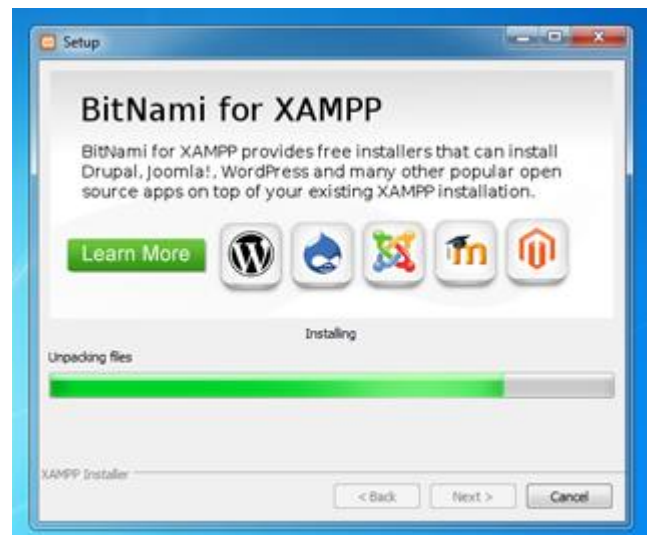 Setup
BitNami for XAMPP
BitNami for XAMPP provides free installers that can install
Drupal, Joomla!, WordPress and many other popular open
source apps on top of your existing XAMPP installation.
Learn More
Installing
Unpacking files
XAMPP Installer
< Back Next > Cancel